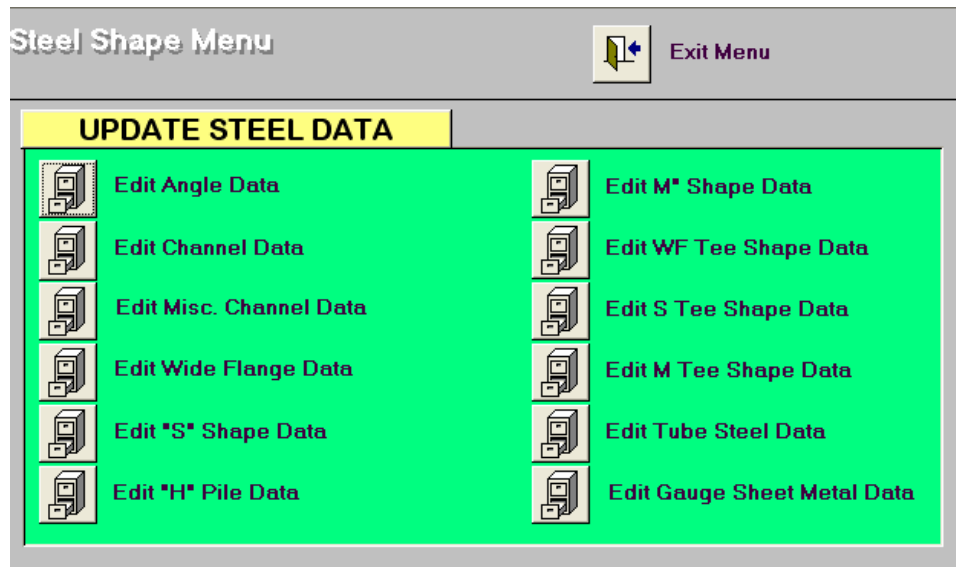 Steel Shape Menu
Exit Menu
UPDATE STEEL DATA
Edit Angle Data
Edit Channel Data
Edit Misc. Channel Data
Edit Wide Flange Data
Edit "S" Shape Data
Edit "H" Pile Data
Edit M" Shape Data
Edit WF Tee Shape Data
Edit S Tee Shape Data
Edit M Tee Shape Data
Edit Tube Steel Data
Edit Gauge Sheet Metal Data